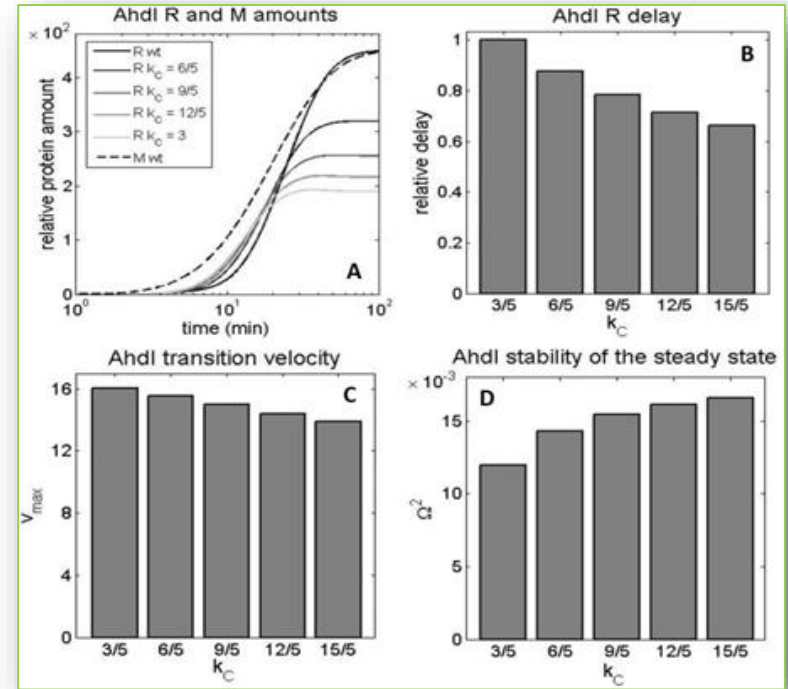 AhdI R and M amounts
× 10²
R wt
R k_C = 6/5
R k_C = 9/5
R k_C = 12/5
R k_C = 3
M wt
relative protein amount
4
2
1
0
A
10⁰
10¹
10²
time (min)
AhdI R delay
B
relative delay
1
0.8
0.6
0.4
0.2
0
3/5 6/5 9/5 12/5 15/5
k_C
AhdI transition velocity
C
v_max
16
12
8
4
0
3/5 6/5 9/5 12/5 15/5
k_C
AhdI stability of the steady state
× 10⁻³
D
Ω²
15
10
5
0
3/5 6/5 9/5 12/5 15/5
k_C